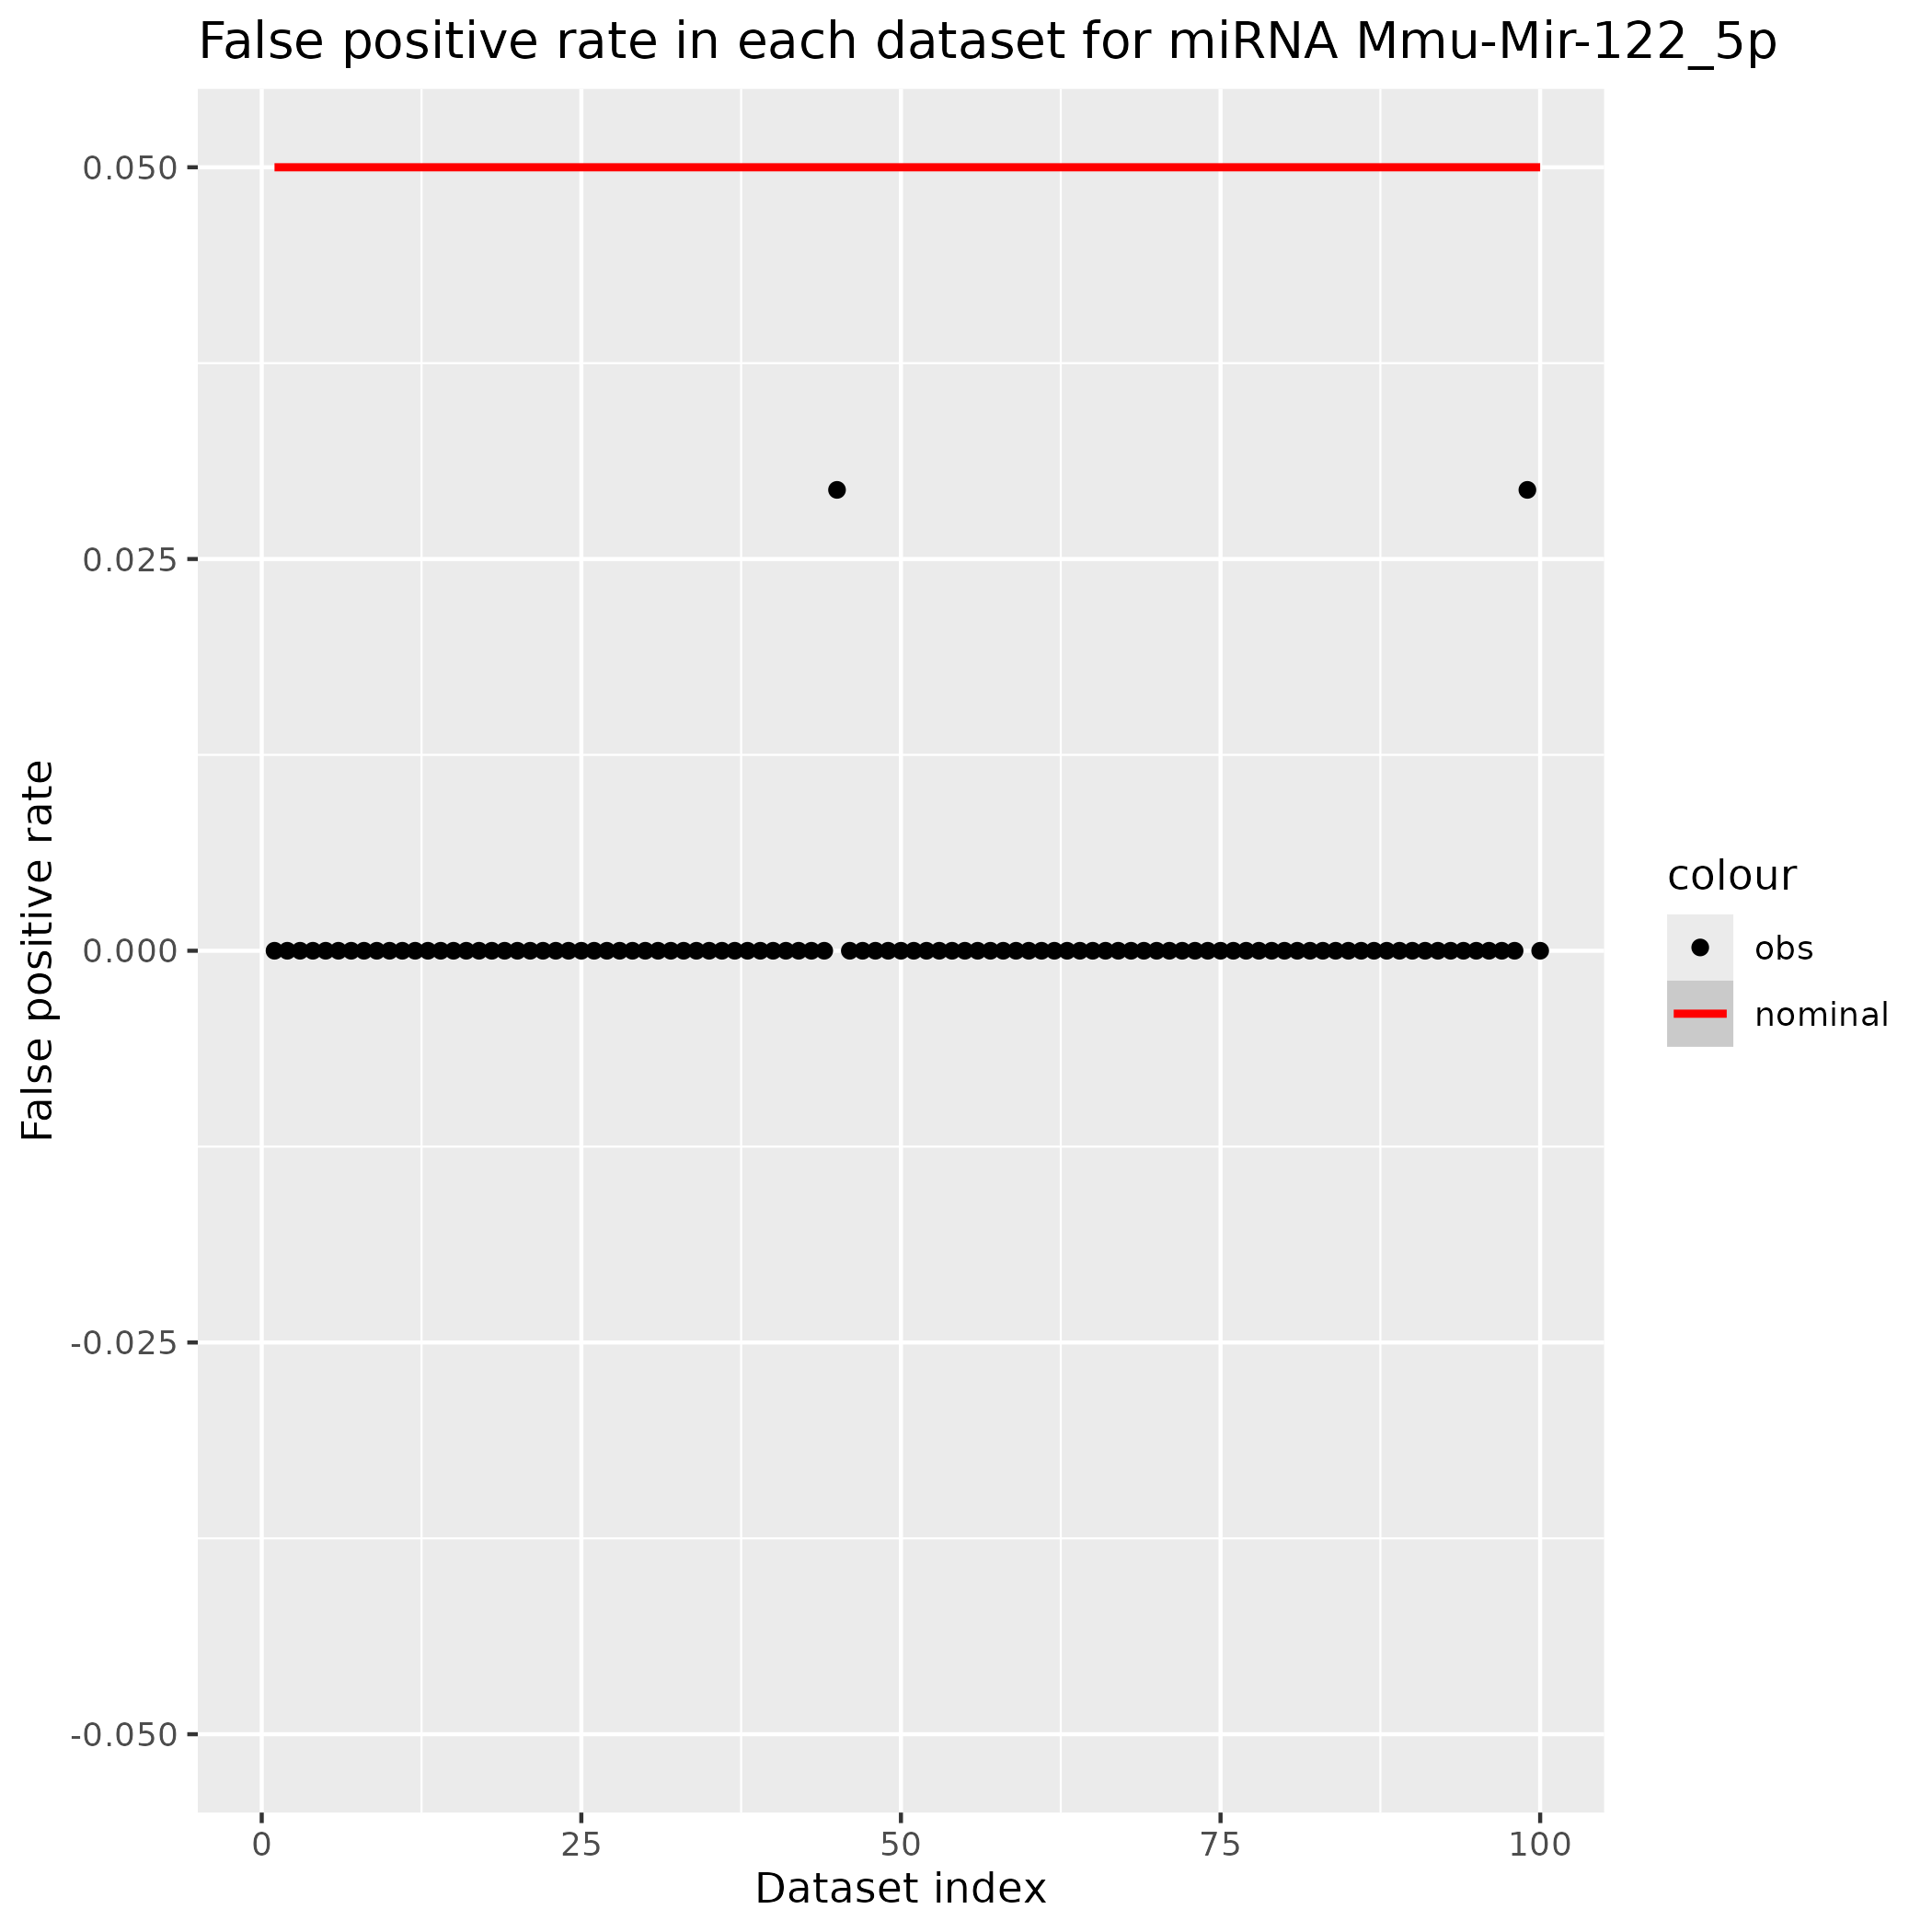 False positive rate in each dataset for miRNA Mmu-Mir-122_5p
False positive rate
0.050
0.025
0.000
-0.025
-0.050
0
25
50
75
100
Dataset index
colour
obs
nominal